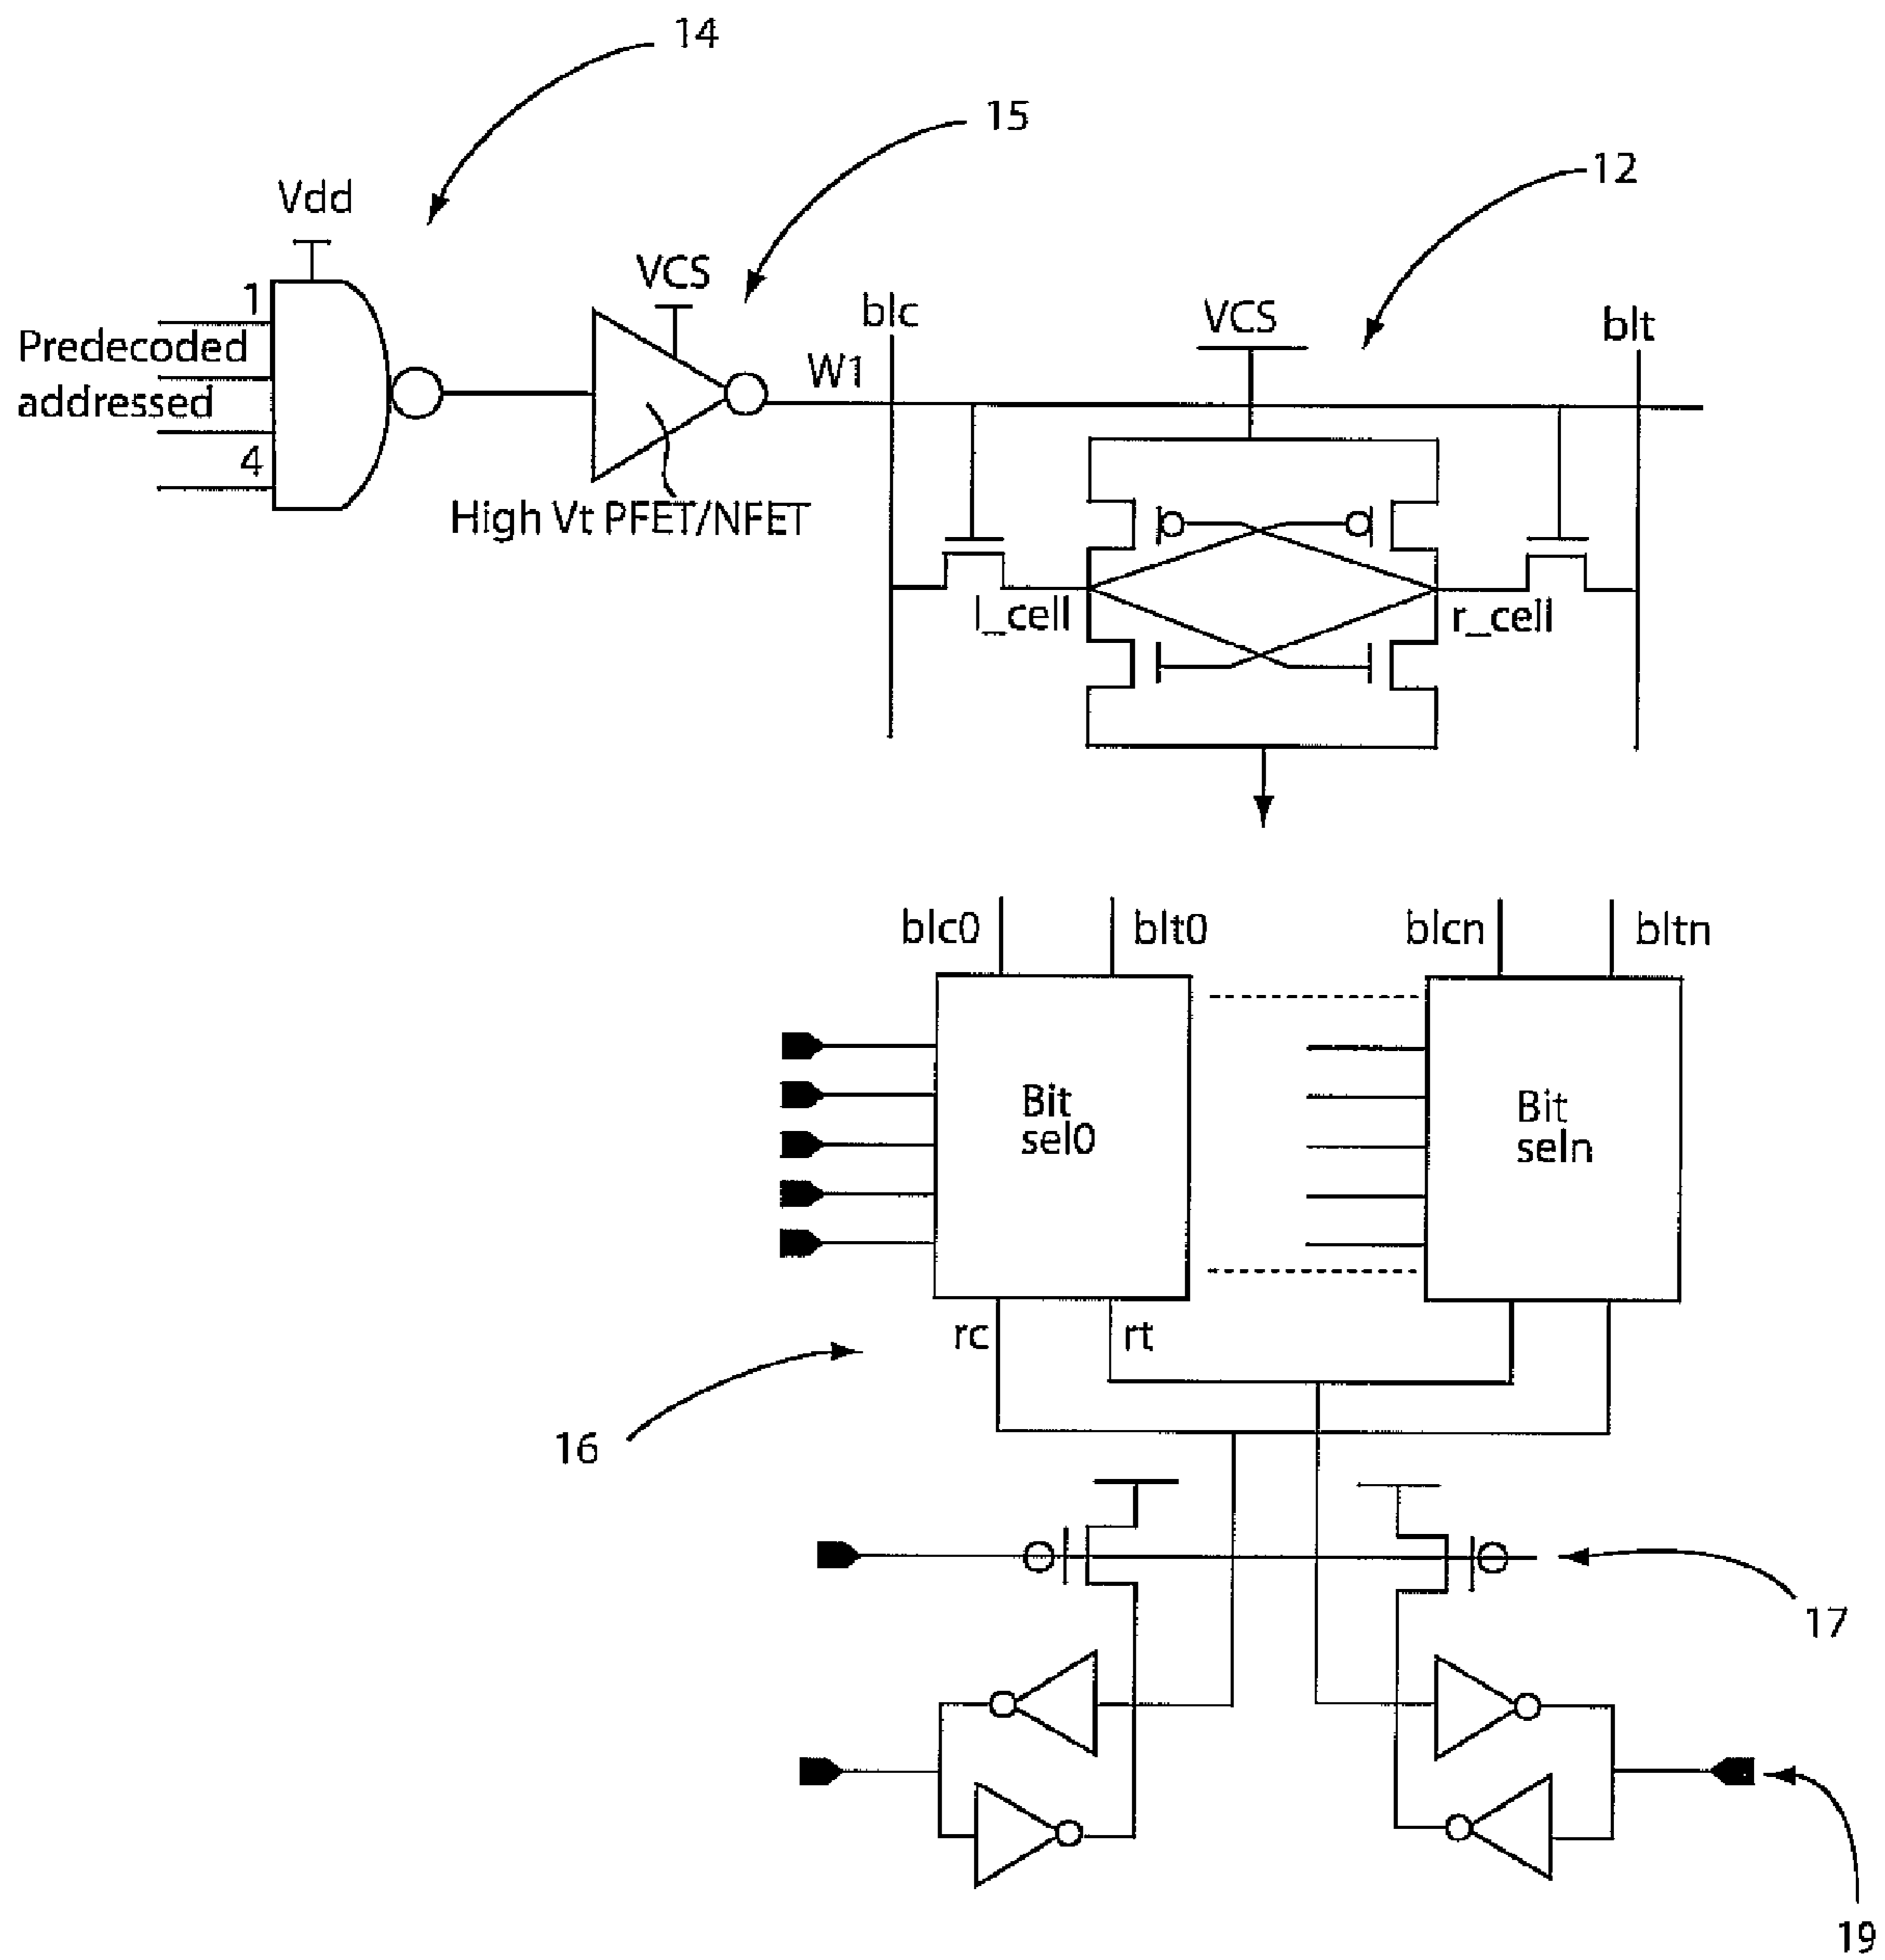 14
15
12
Vdd
VCS
1
Predecoded
addressed
4
blc
W1
VCS
blt
High Vt PFET/NFET
l_cell
r_cell
blc0
blt0
blcn
bltn
Bit
sel0
Bit
seln
rc
rt
16
17
19